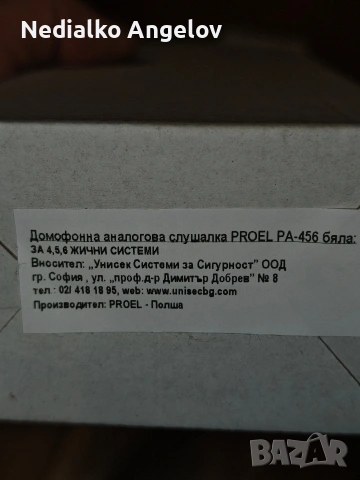 Nedialko Angelov
Домофонна аналогова слушалка PROEL PA-456 бяла:
ЗА 4,5,6 ЖИЧНИ СИСТЕМИ
Вносител: „Унисек Системи за Сигурност" ООД
гр. София , ул. „проф.д-р Димитър Добрев" № 8
тел.: 02/ 418 18 95, web: www.unisecbg.com
Производител: PROEL - Полша
BAZAR